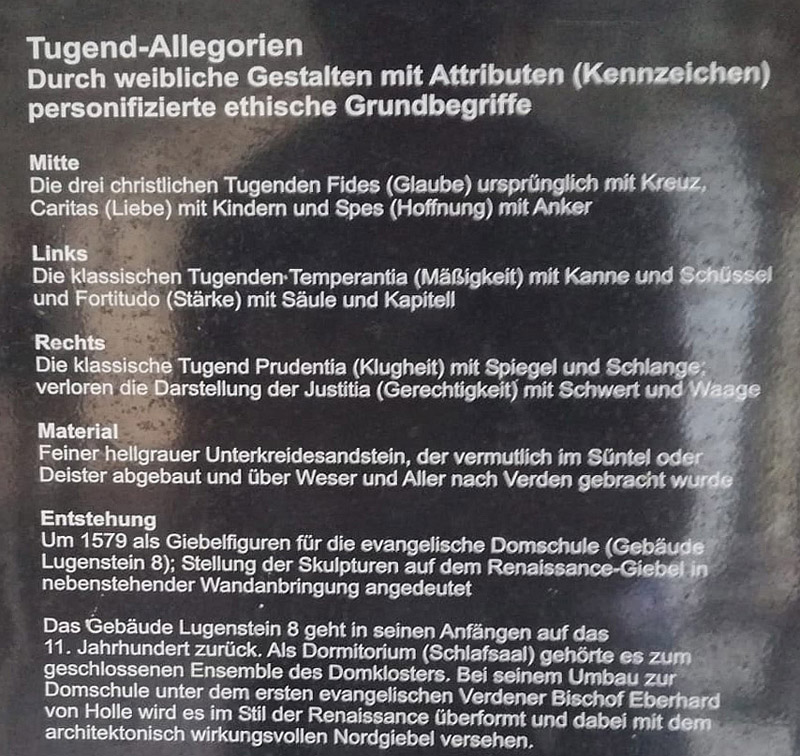 Tugend-Allegorien
Durch weibliche Gestalten mit Attributen (Kennzeichen)
personifizierte ethische Grundbegriffe
Mitte
Die drei christlichen Tugenden Fides (Glaube) ursprünglich mit Kreuz,
Caritas (Liebe) mit Kindern und Spes (Hoffnung) mit Anker
Links
Die klassischen Tugenden Temperantia (Mäßigkeit) mit Kanne und Schüssel
und Fortitudo (Stärke) mit Säule und Kapitell
Rechts
Die klassische Tugend Prudentia (Klugheit) mit Spiegel und Schlange;
verloren die Darstellung der Justitia (Gerechtigkeit) mit Schwert und Waage
Material
Feiner hellgrauer Unterkreidesandstein, der vermutlich im Süntel oder
Deister abgebaut und über Weser und Aller nach Verden gebracht wurde
Entstehung
Um 1579 als Giebelfiguren für die evangelische Domschule (Gebäude
Lugenstein 8); Stellung der Skulpturen auf dem Renaissance-Giebel in
nebenstehender Wandanbringung angedeutet
Das Gebäude Lugenstein 8 geht in seinen Anfängen auf das
11. Jahrhundert zurück. Als Dormitorium (Schlafsaal) gehörte es zum
geschlossenen Ensemble des Domklosters. Bei seinem Umbau zur
Domschule unter dem ersten evangelischen Verdener Bischof Eberhard
von Holle wird es im Stil der Renaissance überformt und dabei mit dem
architektonisch wirkungsvollen Nordgiebel versehen.